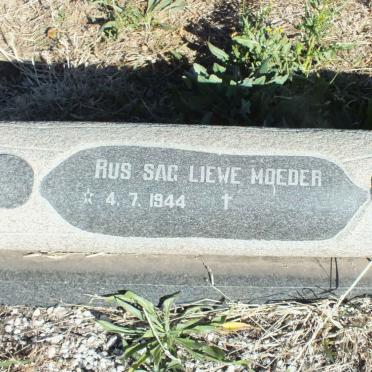 RUS SAG LIEWE MOEDER
☆ 4. 7. 1944 †